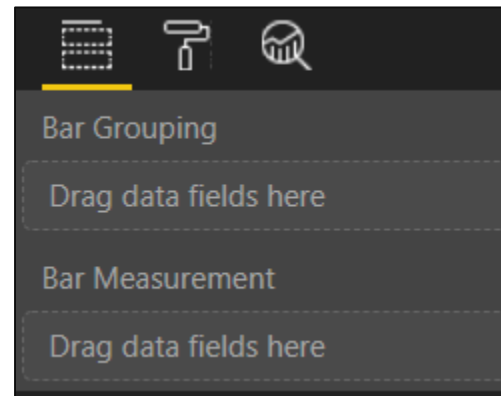 Bar Grouping
Drag data fields here
Bar Measurement
Drag data fields here